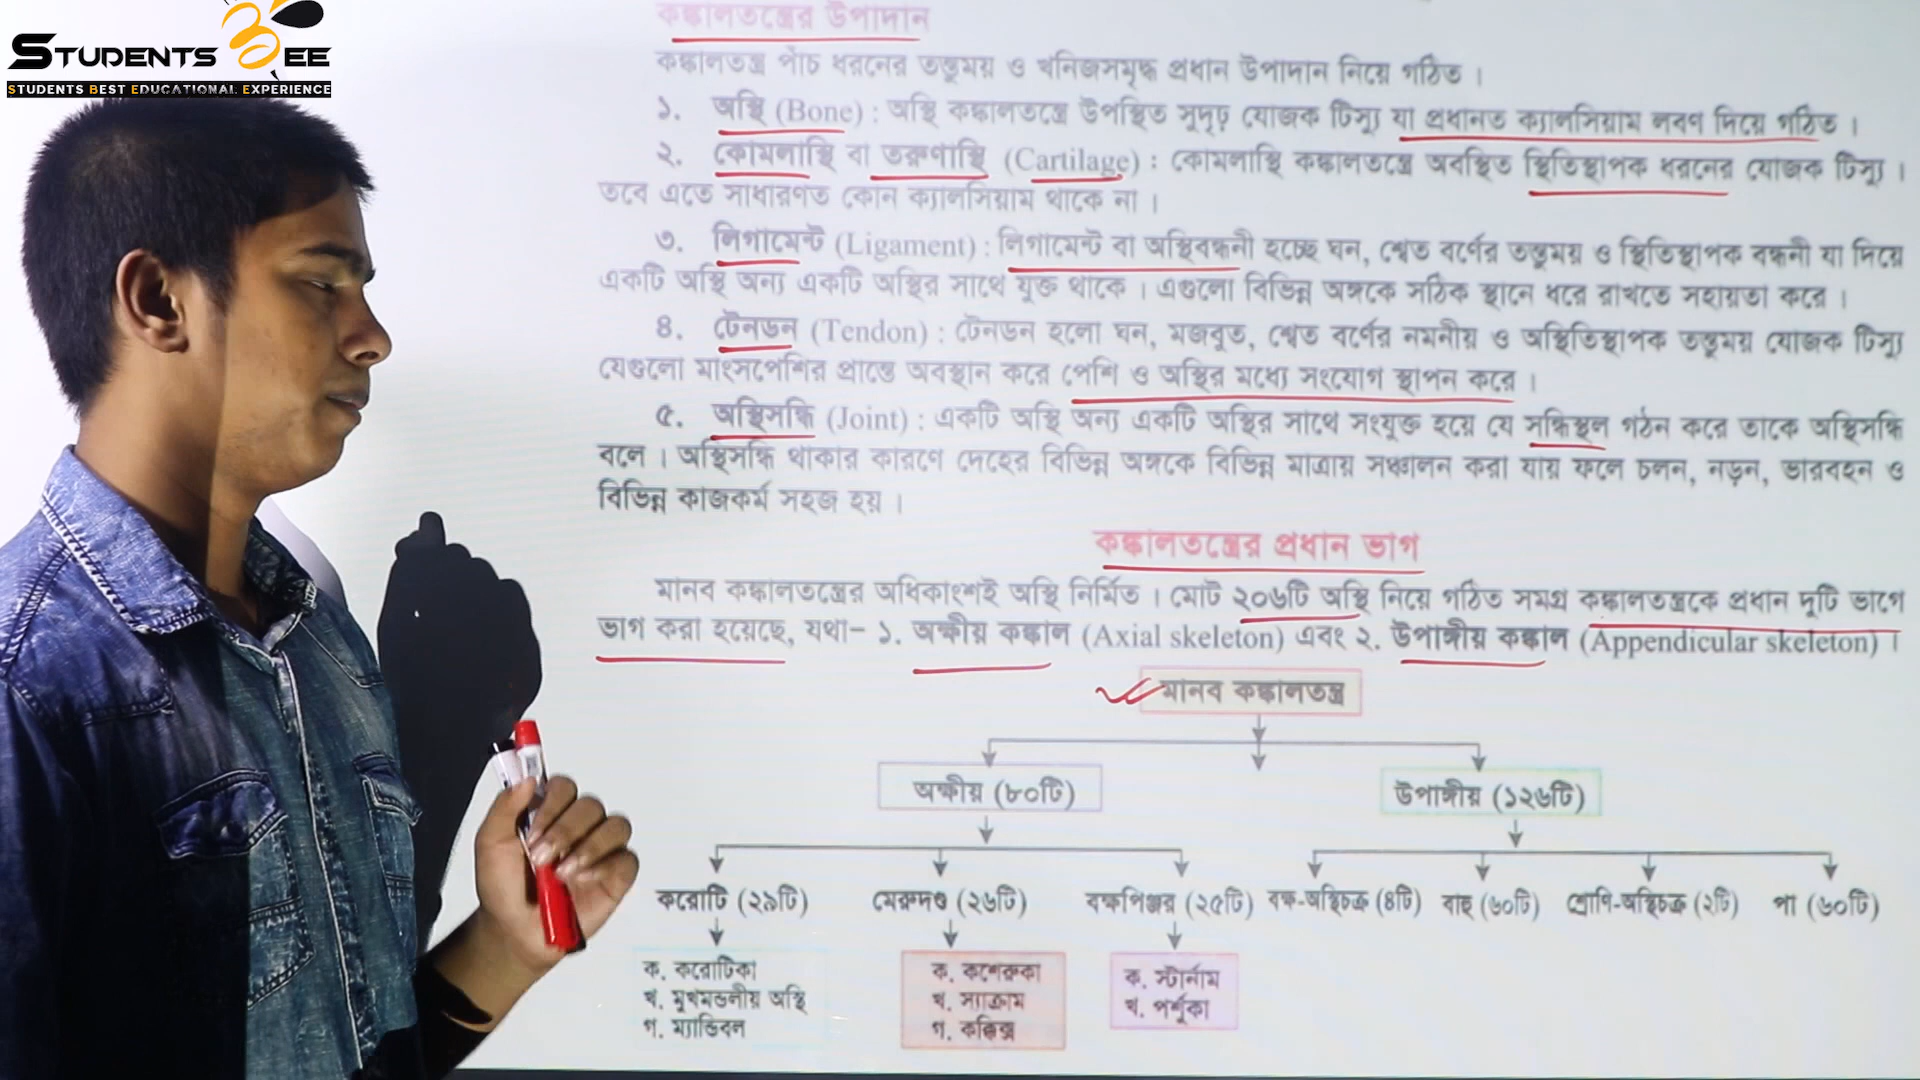 STUDENTS BEE
STUDENTS BEST EDUCATIONAL EXPERIENCE
কঙ্কালতন্ত্রের উপাদান
কঙ্কালতন্ত্র পাঁচ ধরনের তন্তুময় ও খনিজসমৃদ্ধ প্রধান উপাদান নিয়ে গঠিত ।
১. অস্থি (Bone) : অস্থি কঙ্কালতন্ত্রে উপস্থিত সুদৃঢ় যোজক টিস্যু যা প্রধানত ক্যালসিয়াম লবণ দিয়ে গঠিত ।
২. কোমলাস্থি বা তরুণাস্থি (Cartilage) : কোমলাস্থি কঙ্কালতন্ত্রে অবস্থিত স্থিতিস্থাপক ধরনের যোজক টিস্যু ।
তবে এতে সাধারণত কোন ক্যালসিয়াম থাকে না ।
৩. লিগামেন্ট (Ligament) : লিগামেন্ট বা অস্থিবন্ধনী হচ্ছে ঘন, শ্বেত বর্ণের তন্তুময় ও স্থিতিস্থাপক বন্ধনী যা দিয়ে
একটি অস্থি অন্য একটি অস্থির সাথে যুক্ত থাকে । এগুলো বিভিন্ন অঙ্গকে সঠিক স্থানে ধরে রাখতে সহায়তা করে ।
৪. টেনডন (Tendon) : টেনডন হলো ঘন, মজবুত, শ্বেত বর্ণের নমনীয় ও অস্থিতিস্থাপক তন্তুময় যোজক টিস্যু
যেগুলো মাংসপেশির প্রান্তে অবস্থান করে পেশি ও অস্থির মধ্যে সংযোগ স্থাপন করে ।
৫. অস্থিসন্ধি (Joint) : একটি অস্থি অন্য একটি অস্থির সাথে সংযুক্ত হয়ে যে সন্ধিস্থল গঠন করে তাকে অস্থিসন্ধি
বলে । অস্থিসন্ধি থাকার কারণে দেহের বিভিন্ন অঙ্গকে বিভিন্ন মাত্রায় সঞ্চালন করা যায় ফলে চলন, নড়ন, ভারবহন ও
বিভিন্ন কাজকর্ম সহজ হয় ।
কঙ্কালতন্ত্রের প্রধান ভাগ
মানব কঙ্কালতন্ত্রের অধিকাংশই অস্থি নির্মিত । মোট ২০৬টি অস্থি নিয়ে গঠিত সমগ্র কঙ্কালতন্ত্রকে প্রধান দুটি ভাগে
ভাগ করা হয়েছে, যথা– ১. অক্ষীয় কঙ্কাল (Axial skeleton) এবং ২. উপাঙ্গীয় কঙ্কাল (Appendicular skeleton) ।
মানব কঙ্কালতন্ত্র
অক্ষীয় (৮০টি) উপাঙ্গীয় (১২৬টি)
করোটি (২৯টি) মেরুদণ্ড (২৬টি) বক্ষপিঞ্জর (২৫টি) বক্ষ-অস্থিচক্র (৪টি) বাহু (৬০টি) শ্রোণি-অস্থিচক্র (২টি) পা (৬০টি)
ক. করোটিকা
খ. মুখমন্ডলীয় অস্থি
গ. ম্যান্ডিবল
ক. কশেরুকা
খ. স্যাক্রাম
গ. কক্কিক্স
ক. স্টার্নাম
খ. পর্শুকা